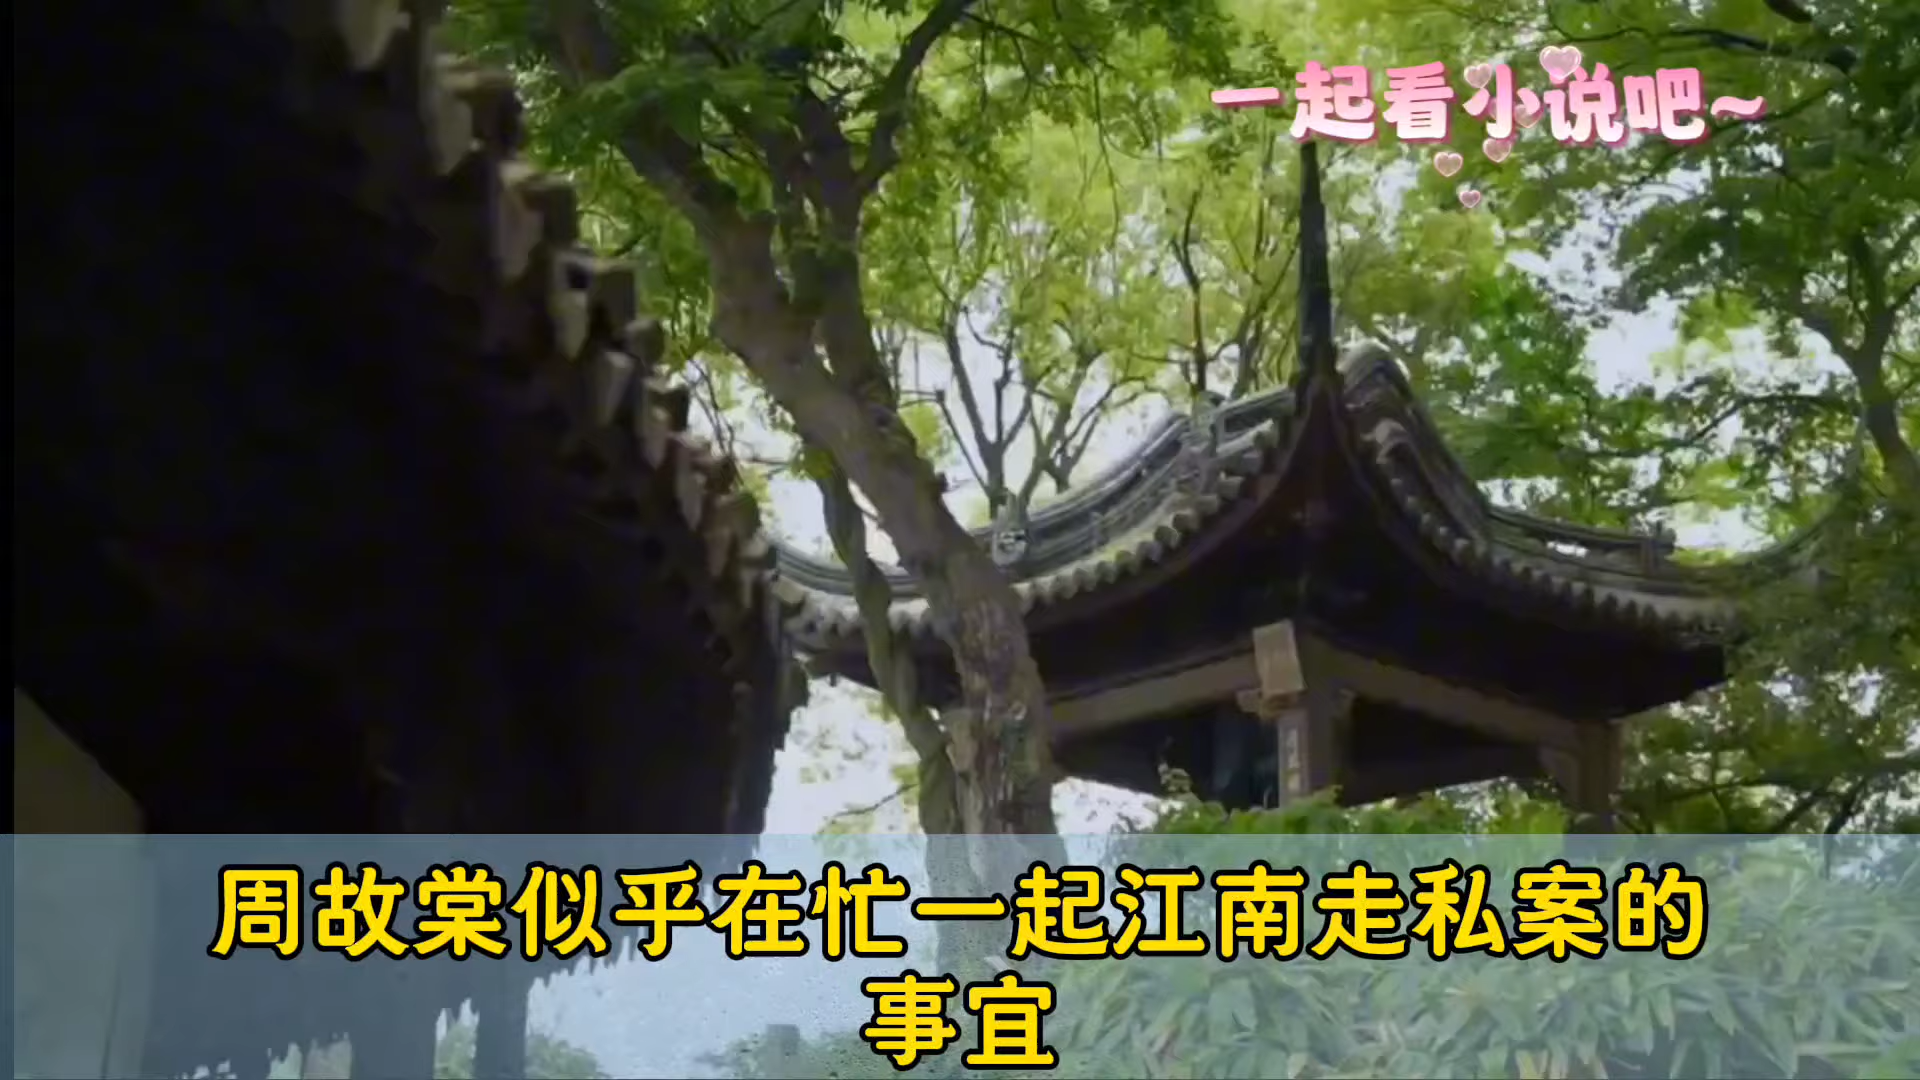 一起看小说吧~
周故棠似乎在忙一起江南走私案的
事宜